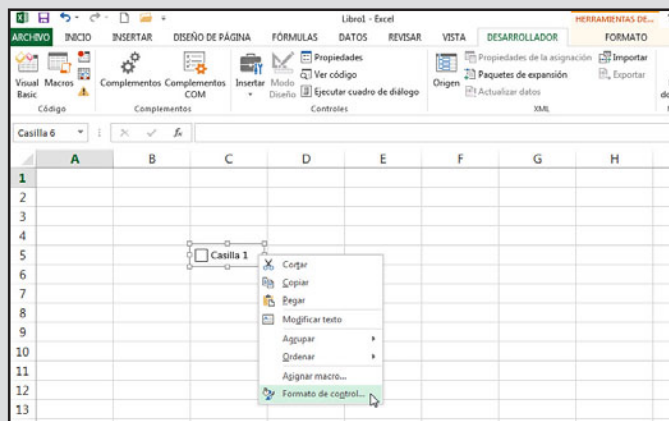 Libro1 - Excel
HERRAMIENTAS DE...
ARCHIVO INICIO INSERTAR DISEÑO DE PÁGINA FÓRMULAS DATOS REVISAR VISTA DESARROLLADOR FORMATO
Visual Basic
Macros
Código
Complementos
Complementos COM
Complementos
Insertar
Modo Diseño
Propiedades
Ver código
Ejecutar cuadro de diálogo
Controles
Origen
Propiedades de la asignación
Paquetes de expansión
Actualizar datos
Importar
Exportar
XML
Casilla 6
fx
A B C D E F G H
1
2
3
4
5 Casilla 1
6
7
8
9
10
11
12
13
Cortar
Copiar
Pegar
Modificar texto
Agrupar
Ordenar
Asignar macro...
Formato de control...